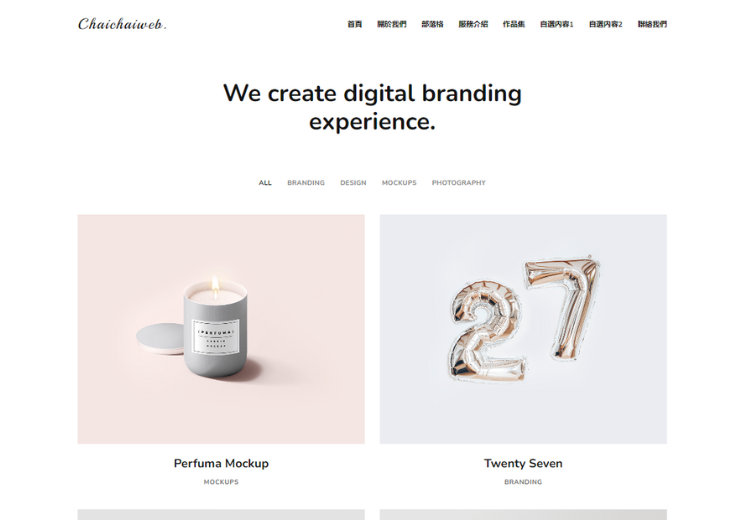 Chaichaiweb.
首頁 關於我們 部落格 服務介紹 作品集 自選內容1 自選內容2 聯絡我們
We create digital branding
experience.
ALL BRANDING DESIGN MOCKUPS PHOTOGRAPHY
[PERFUMA]
27
Perfuma Mockup
Twenty Seven
MOCKUPS
BRANDING